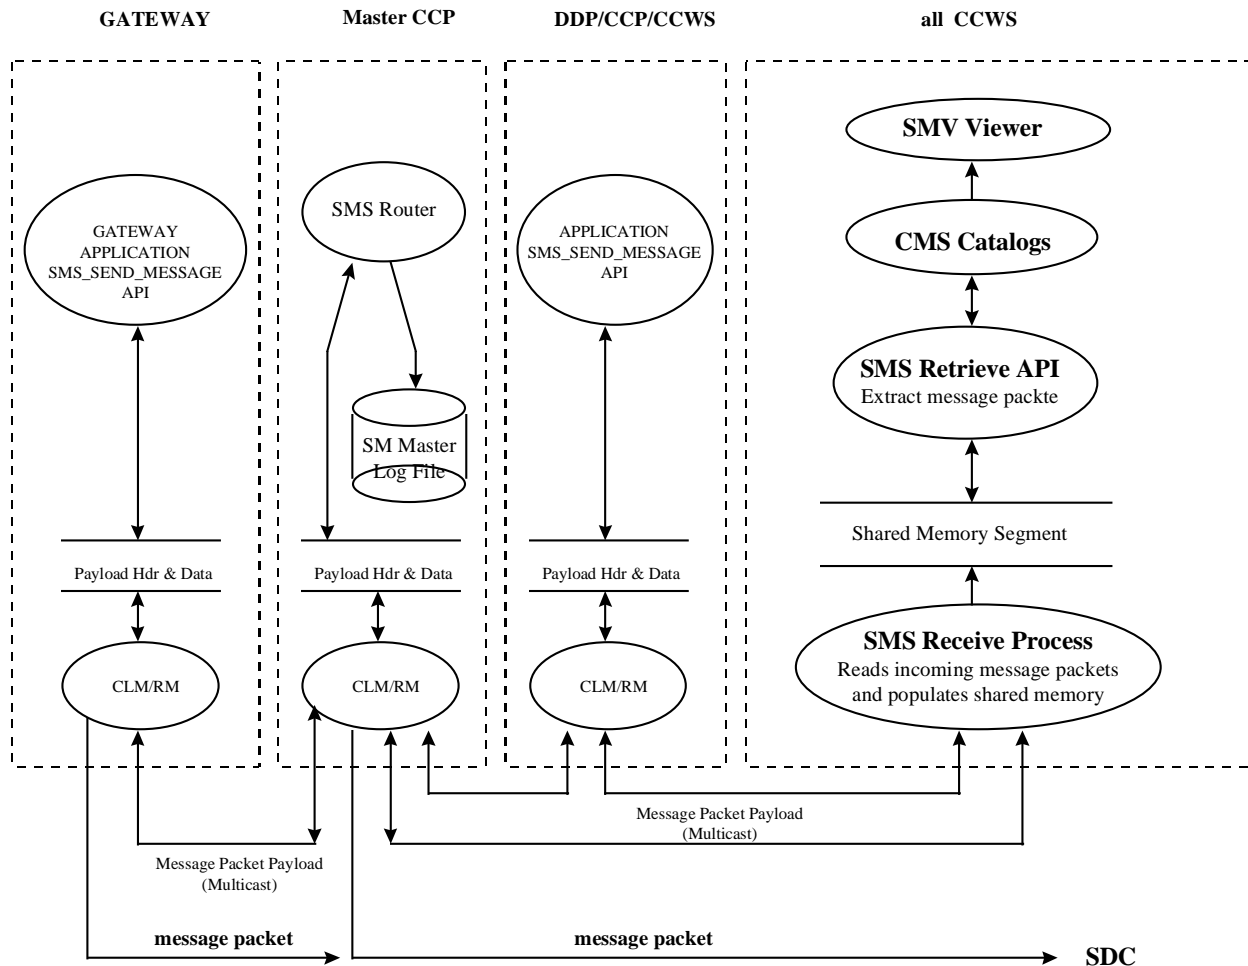 GATEWAY
Master CCP
DDP/CCP/CCWS
all CCWS
SMV Viewer
SMS Router
GATEWAY
APPLICATION
SMS_SEND_MESSAGE
API
APPLICATION
SMS_SEND_MESSAGE
API
CMS Catalogs
SMS Retrieve API
Extract message packte
SM Master
Log File
Shared Memory Segment
Payload Hdr & Data
Payload Hdr & Data
Payload Hdr & Data
SMS Receive Process
Reads incoming message packets
and populates shared memory
CLM/RM
CLM/RM
CLM/RM
Message Packet Payload
(Multicast)
Message Packet Payload
(Multicast)
message packet
message packet
SDC